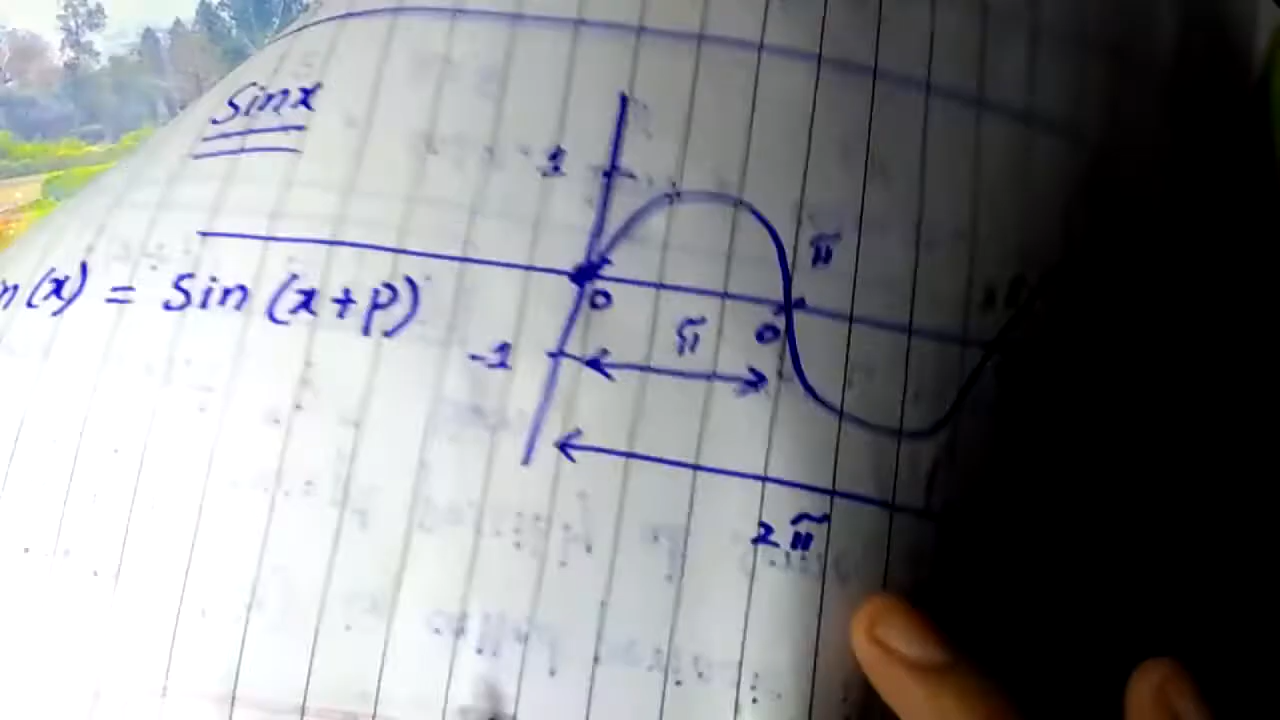 Sinx
1
π
n(x) = Sin (x+P)
0
0
π
-1
2π